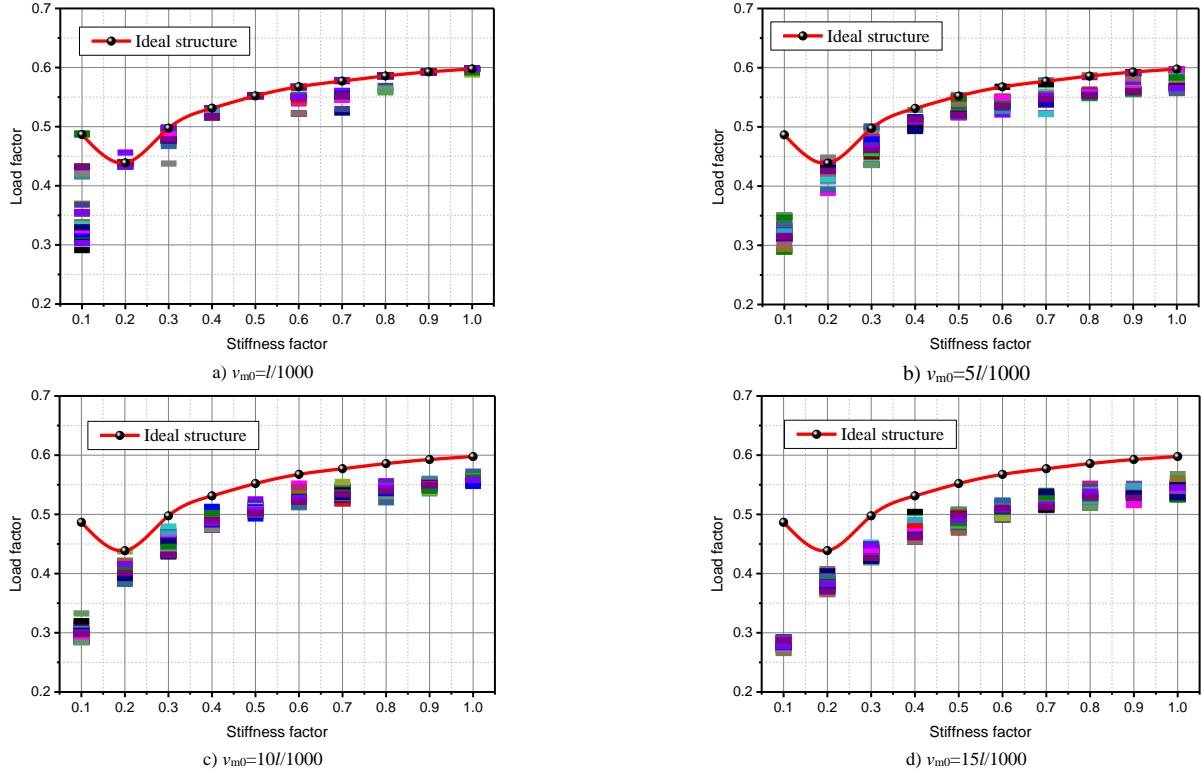 0.7
0.6
0.5
0.4
0.3
0.2
Load factor
Ideal structure
0.1 0.2 0.3 0.4 0.5 0.6 0.7 0.8 0.9 1.0
Stiffness factor
a) vm0=l/1000
0.7
0.6
0.5
0.4
0.3
0.2
Load factor
Ideal structure
0.1 0.2 0.3 0.4 0.5 0.6 0.7 0.8 0.9 1.0
Stiffness factor
b) vm0=5l/1000
0.7
0.6
0.5
0.4
0.3
0.2
Load factor
Ideal structure
0.1 0.2 0.3 0.4 0.5 0.6 0.7 0.8 0.9 1.0
Stiffness factor
c) vm0=10l/1000
0.7
0.6
0.5
0.4
0.3
0.2
Load factor
Ideal structure
0.1 0.2 0.3 0.4 0.5 0.6 0.7 0.8 0.9 1.0
Stiffness factor
d) vm0=15l/1000